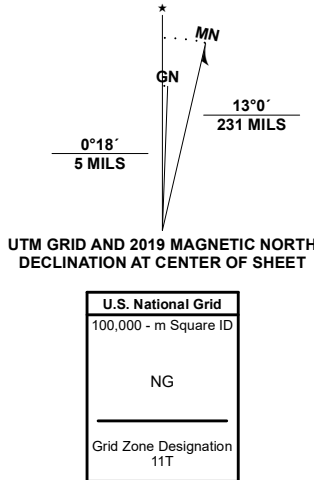 ★
MN
GN
13°0´
231 MILS
0°18´
5 MILS
UTM GRID AND 2019 MAGNETIC NORTH
DECLINATION AT CENTER OF SHEET
U.S. National Grid
100,000 - m Square ID
NG
Grid Zone Designation
11T